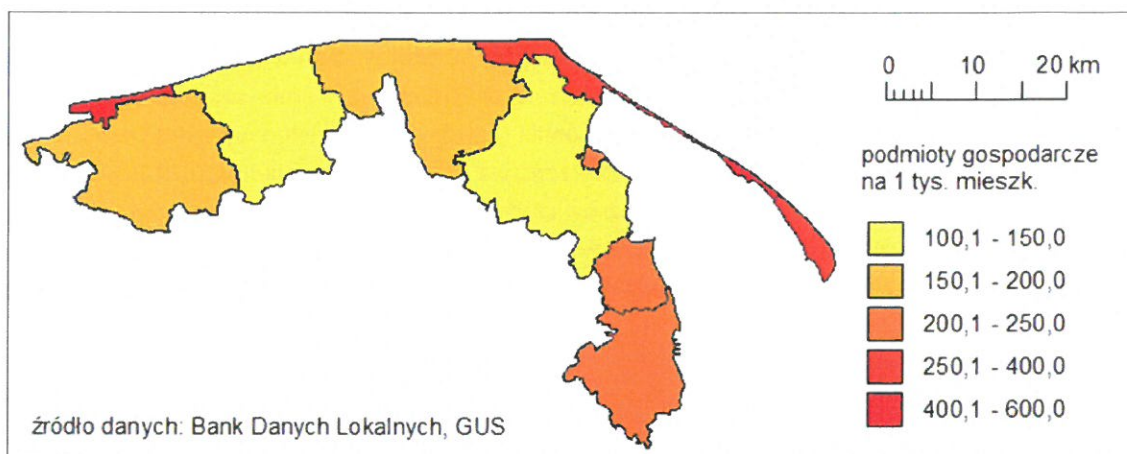 0 10 20 km
podmioty gospodarcze
na 1 tys. mieszk.
100,1 - 150,0
150,1 - 200,0
200,1 - 250,0
250,1 - 400,0
400,1 - 600,0
źródło danych: Bank Danych Lokalnych, GUS